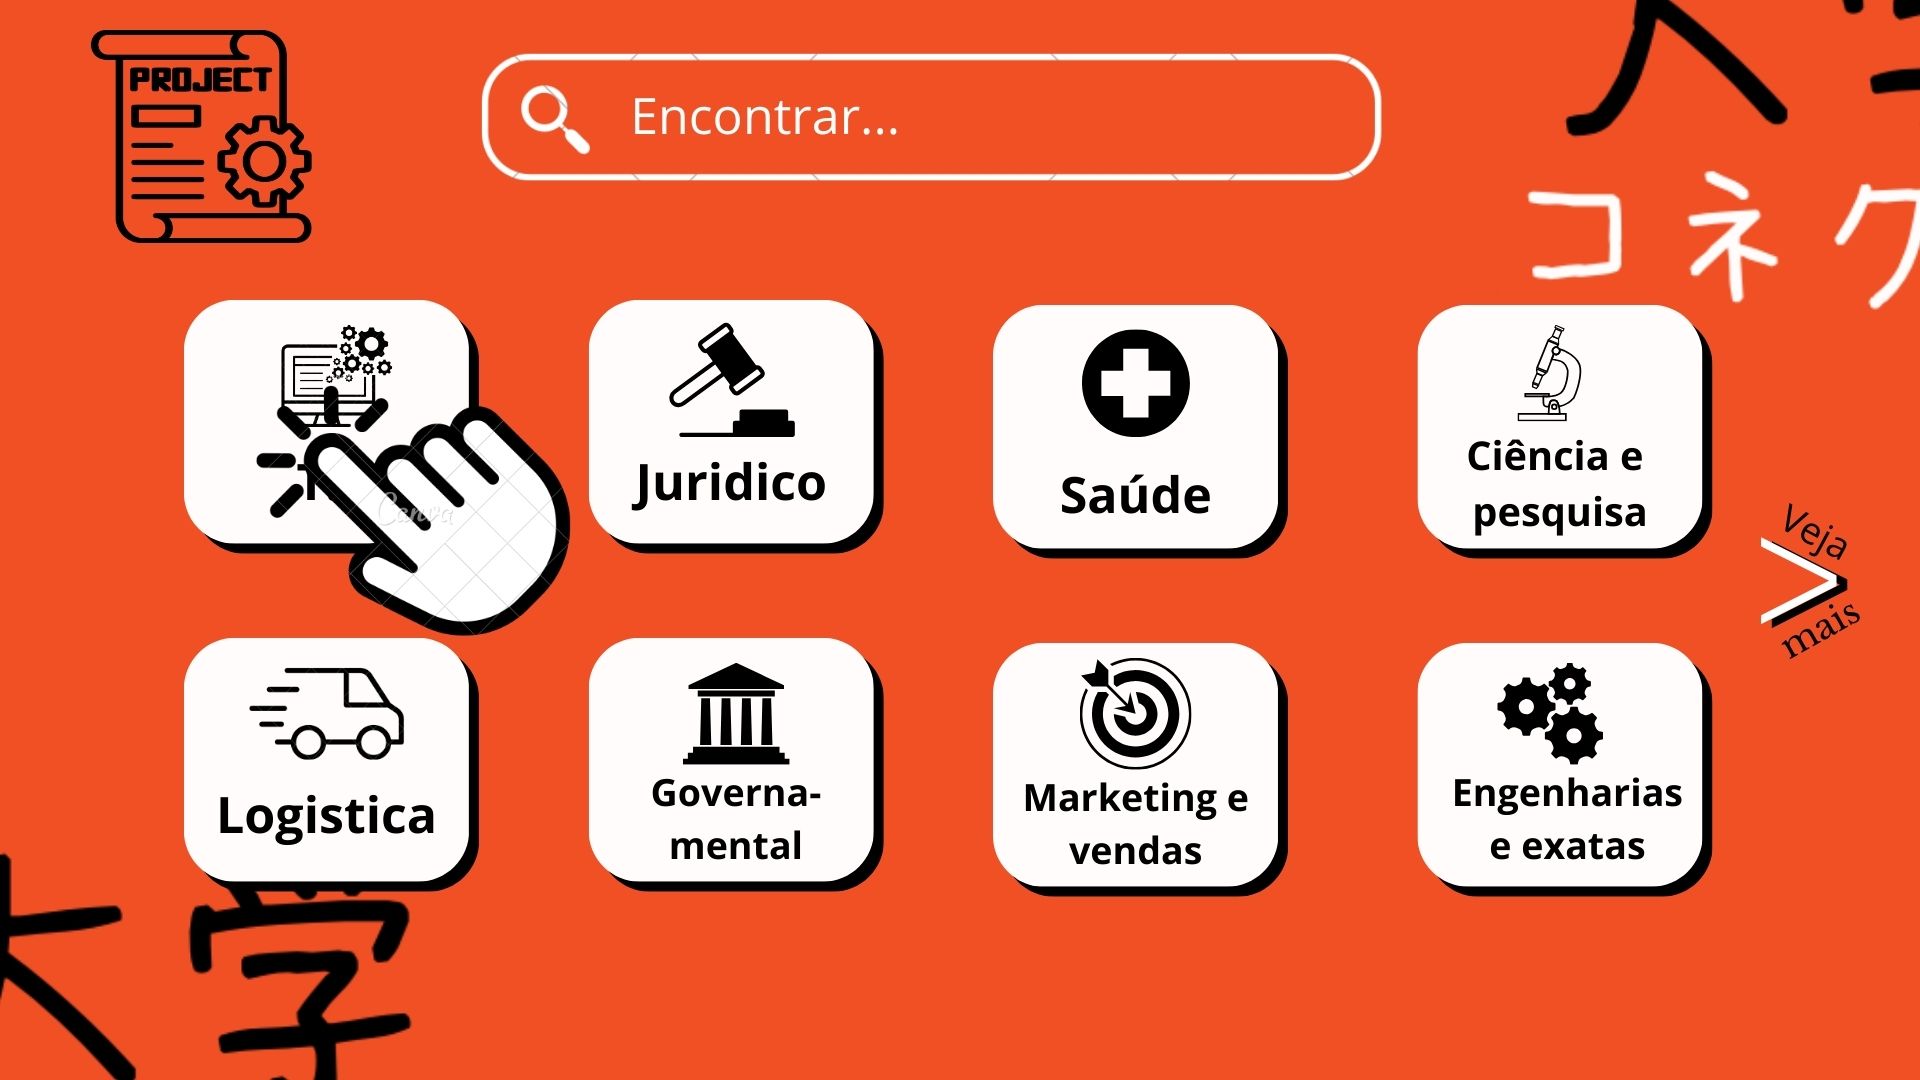 PROJECT
Encontrar...
コネク
Juridico
Saúde
Ciência e
pesquisa
Canva
Veja
mais
Logistica
Governa-
mental
Marketing e
vendas
Engenharias
e exatas
大学